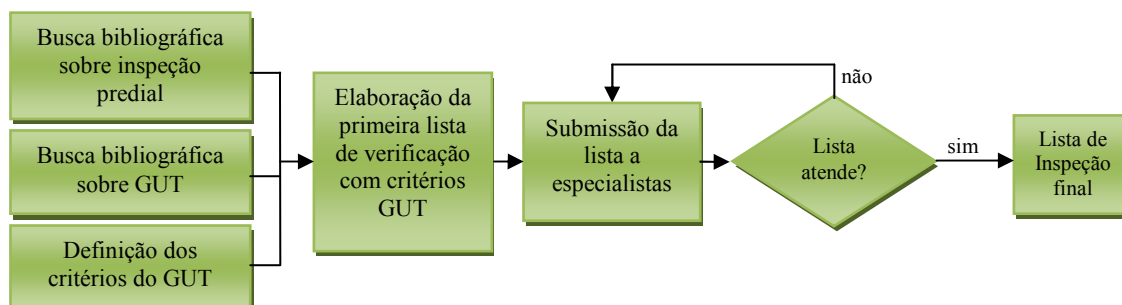 Busca bibliográfica
sobre inspeção
predial
Busca bibliográfica
sobre GUT
Definição dos
critérios do GUT
Elaboração da
primeira lista
de verificação
com critérios
GUT
Submissão da
lista a
especialistas
não
Lista
atende?
sim
Lista de
Inspeção
final